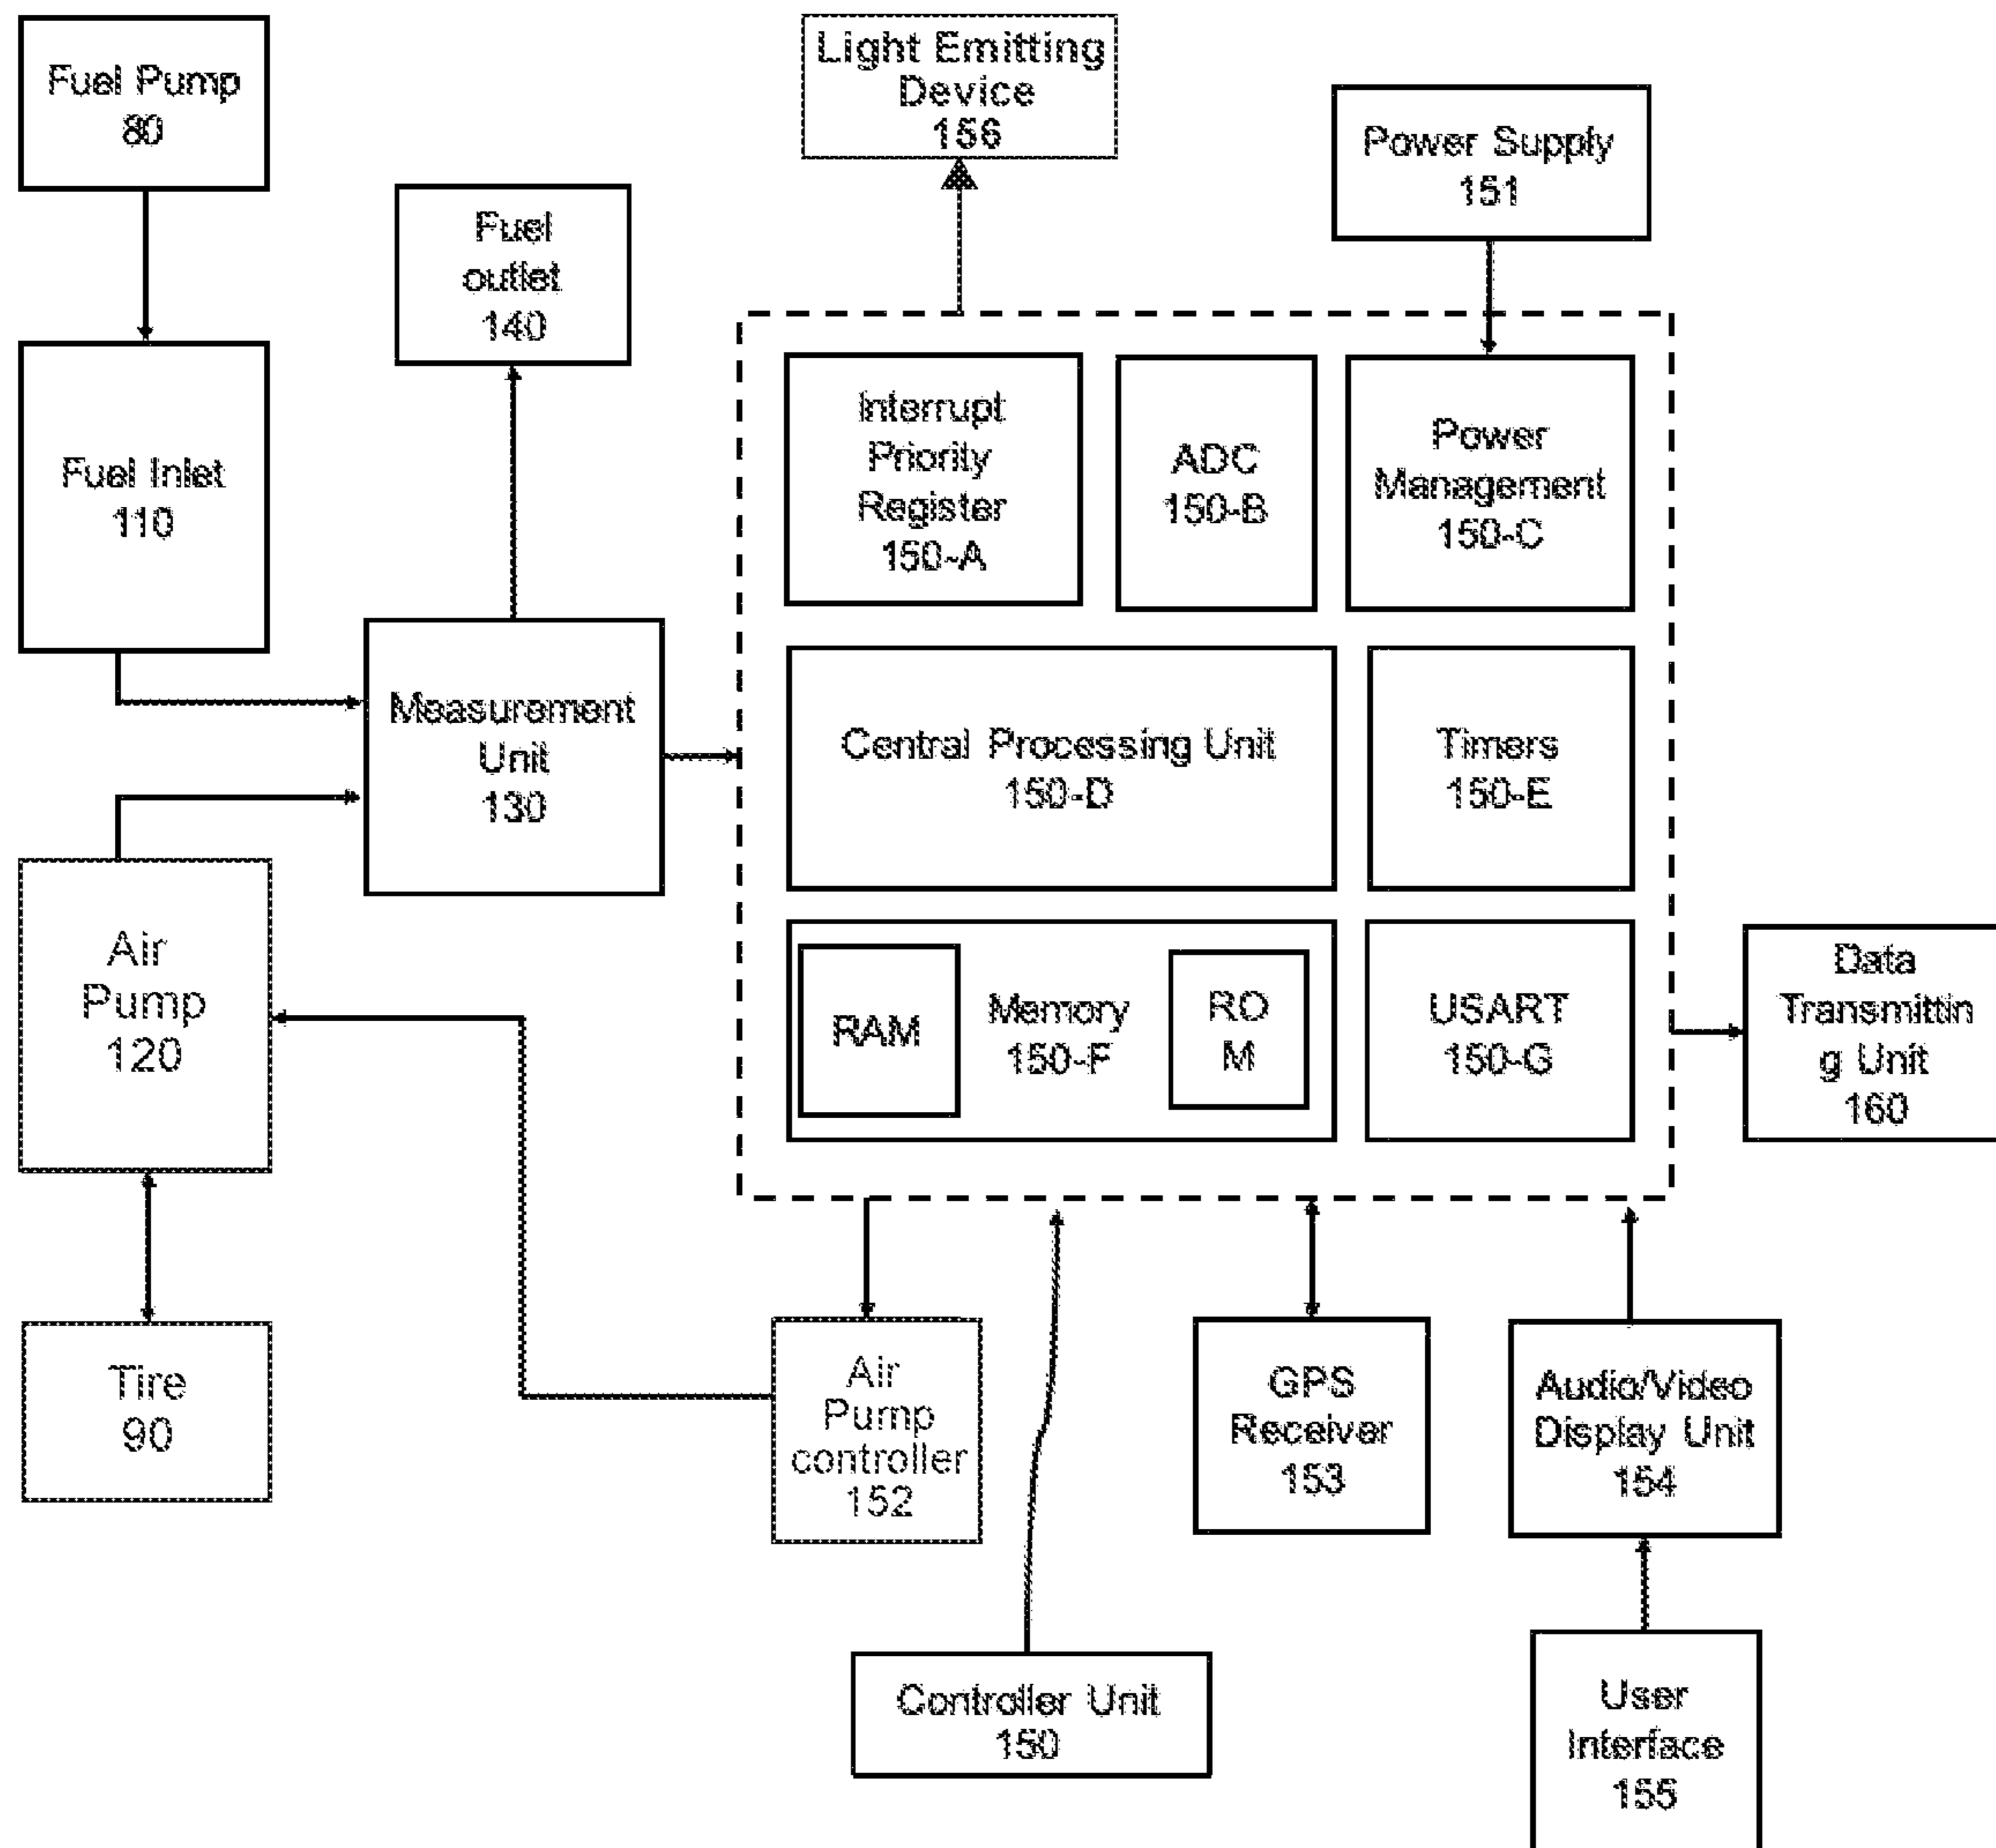 Fuel Pump
80
Light Emitting
Device
156
Power Supply
151
Fuel
outlet
140
Fuel Inlet
110
Interrupt
Priority
Register
150-A
ADC
150-B
Power
Management
150-C
Measurement
Unit
130
Central Processing Unit
150-D
Timers
150-E
Air
Pump
120
RAM
Memory
150-F
RO
M
USART
150-G
Data
Transmittin
g Unit
160
Tire
90
Air
Pump
controller
152
GPS
Receiver
153
Audio/Video
Display Unit
154
Controller Unit
150
User
Interface
155